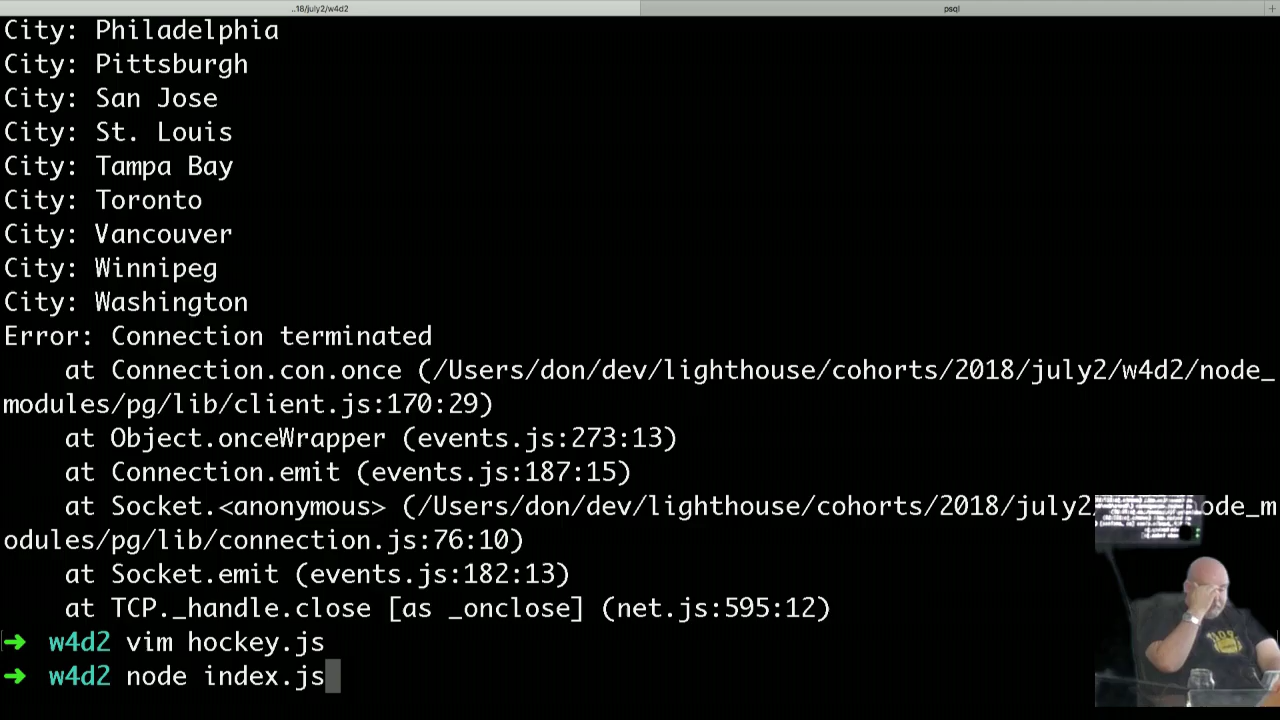 ..18/july2/w4d2
psql
+
City: Philadelphia
City: Pittsburgh
City: San Jose
City: St. Louis
City: Tampa Bay
City: Toronto
City: Vancouver
City: Winnipeg
City: Washington
Error: Connection terminated
at Connection.con.once (/Users/don/dev/lighthouse/cohorts/2018/july2/w4d2/node_
modules/pg/lib/client.js:170:29)
at Object.onceWrapper (events.js:273:13)
at Connection.emit (events.js:187:15)
at Socket.<anonymous> (/Users/don/dev/lighthouse/cohorts/2018/july2/ode_m
odules/pg/lib/connection.js:76:10)
at Socket.emit (events.js:182:13)
at TCP._handle.close [as _onclose] (net.js:595:12)
➜ w4d2 vim hockey.js
➜ w4d2 node index.js